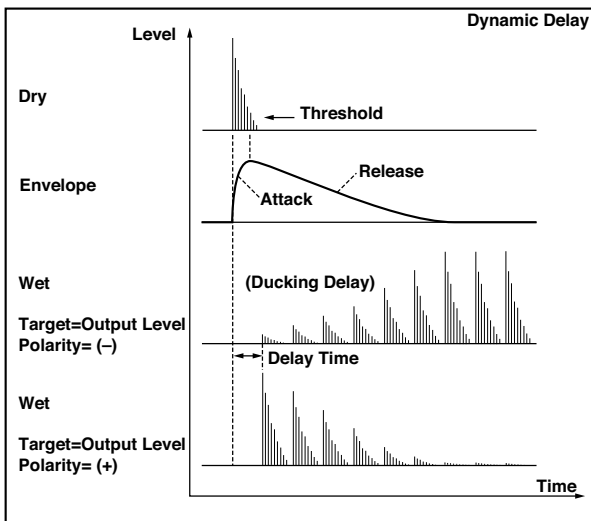 Dynamic Delay
Level
Dry
Threshold
Envelope
Attack
Release
Wet
(Ducking Delay)
Target=Output Level
Polarity= (–)
Delay Time
Wet
Target=Output Level
Polarity= (+)
Time